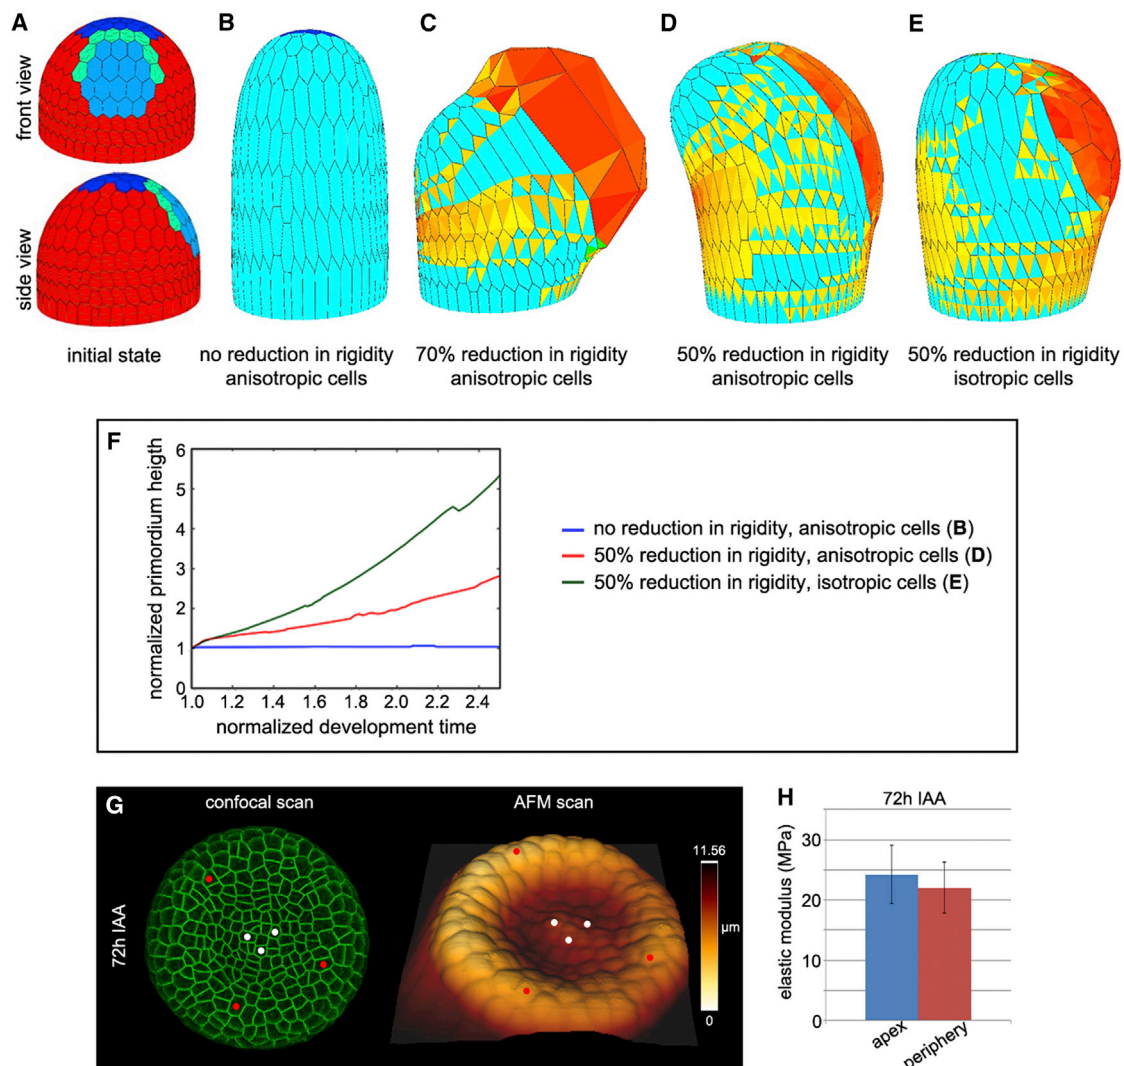 A
B
C
D
E
front view
side view
initial state
no reduction in rigidity
anisotropic cells
70% reduction in rigidity
anisotropic cells
50% reduction in rigidity
anisotropic cells
50% reduction in rigidity
isotropic cells
F
normalized primordium heigth
6
5
4
3
2
1
0
1.0 1.2 1.4 1.6 1.8 2.0 2.2 2.4
normalized development time
no reduction in rigidity, anisotropic cells (B)
50% reduction in rigidity, anisotropic cells (D)
50% reduction in rigidity, isotropic cells (E)
G
confocal scan
AFM scan
72h IAA
11.56
µm
0
H
72h IAA
elastic modulus (MPa)
30
20
10
0
apex
periphery